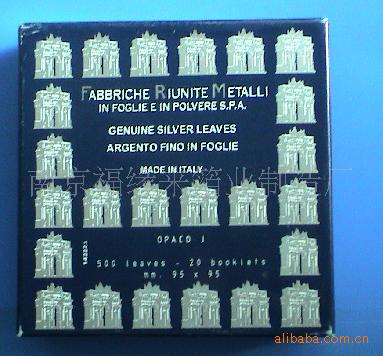 FABBRICHE RIUNITE METALLI
IN FOGLIE E IN POLVERE S.P.A.
GENUINE SILVER LEAVES
ARGENTO FINO IN FOGLIE
MADE IN ITALY
OPACO J
500 leaves - 20 booklets
mm. 95 x 95
alibaba.com.cn